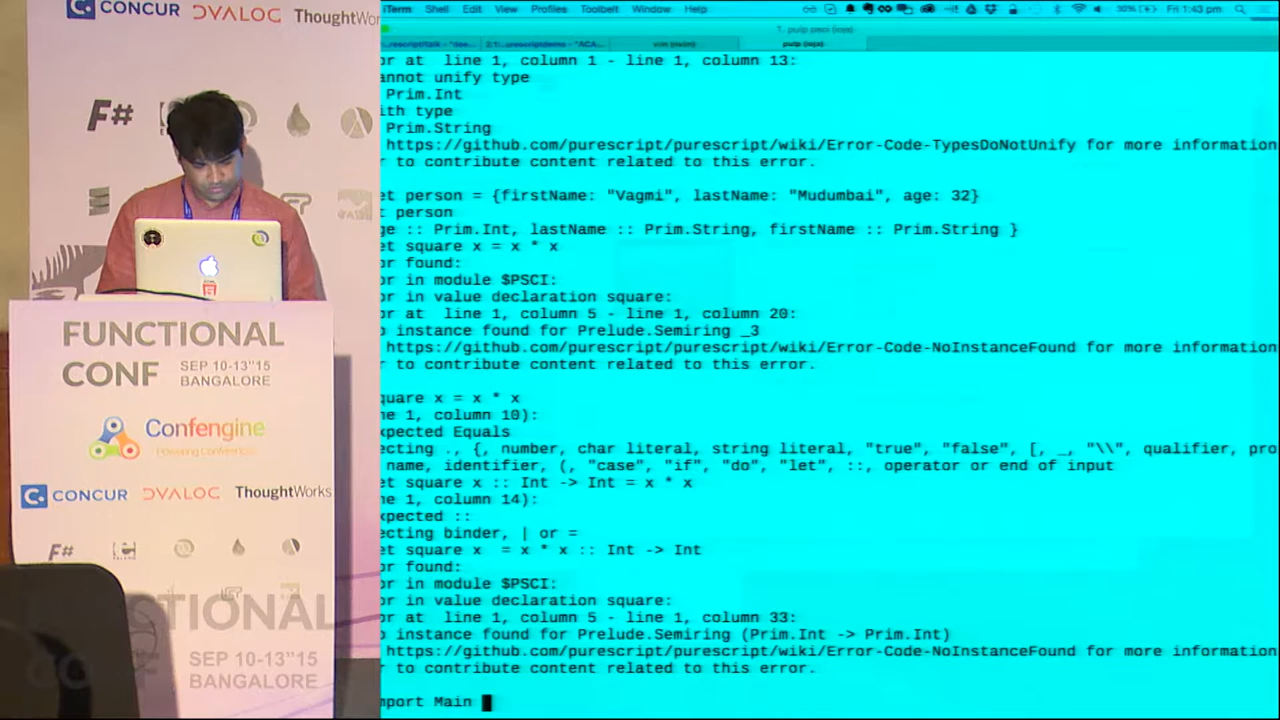 CONCUR DYALOC ThoughtWo
F#
FUNCTIONAL
CONF SEP 10-13"15
BANGALORE
Confengine
CONCUR DYALOC ThoughtWorks
F#
CTIONAL
SEP 10-13"15
BANGALORE
iTerm Shell Edit View Profiles Toolbelt Window Help 30% Fri 1:43 pm
1. pulp psci
or at line 1, column 1 - line 1, column 13:
annot unify type
Prim.Int
ith type
Prim.String
https://github.com/purescript/purescript/wiki/Error-Code-TypesDoNotUnify for more information
r to contribute content related to this error.
et person = {firstName: "Vagmi", lastName: "Mudumbai", age: 32}
t person
ge :: Prim.Int, lastName :: Prim.String, firstName :: Prim.String }
et square x = x * x
or found:
or in module $PSCI:
or in value declaration square:
or at line 1, column 5 - line 1, column 20:
o instance found for Prelude.Semiring _3
https://github.com/purescript/purescript/wiki/Error-Code-NoInstanceFound for more information
r to contribute content related to this error.
quare x = x * x
ne 1, column 10):
xpected Equals
ecting ., {, number, char literal, string literal, "true", "false", [, _, "\\", qualifier, pro
name, identifier, (, "case", "if", "do", "let", ::, operator or end of input
et square x :: Int -> Int = x * x
ne 1, column 14):
xpected ::
ecting binder, | or =
et square x = x * x :: Int -> Int
or found:
or in module $PSCI:
or in value declaration square:
or at line 1, column 5 - line 1, column 33:
o instance found for Prelude.Semiring (Prim.Int -> Prim.Int)
https://github.com/purescript/purescript/wiki/Error-Code-NoInstanceFound for more information
r to contribute content related to this error.
mport Main